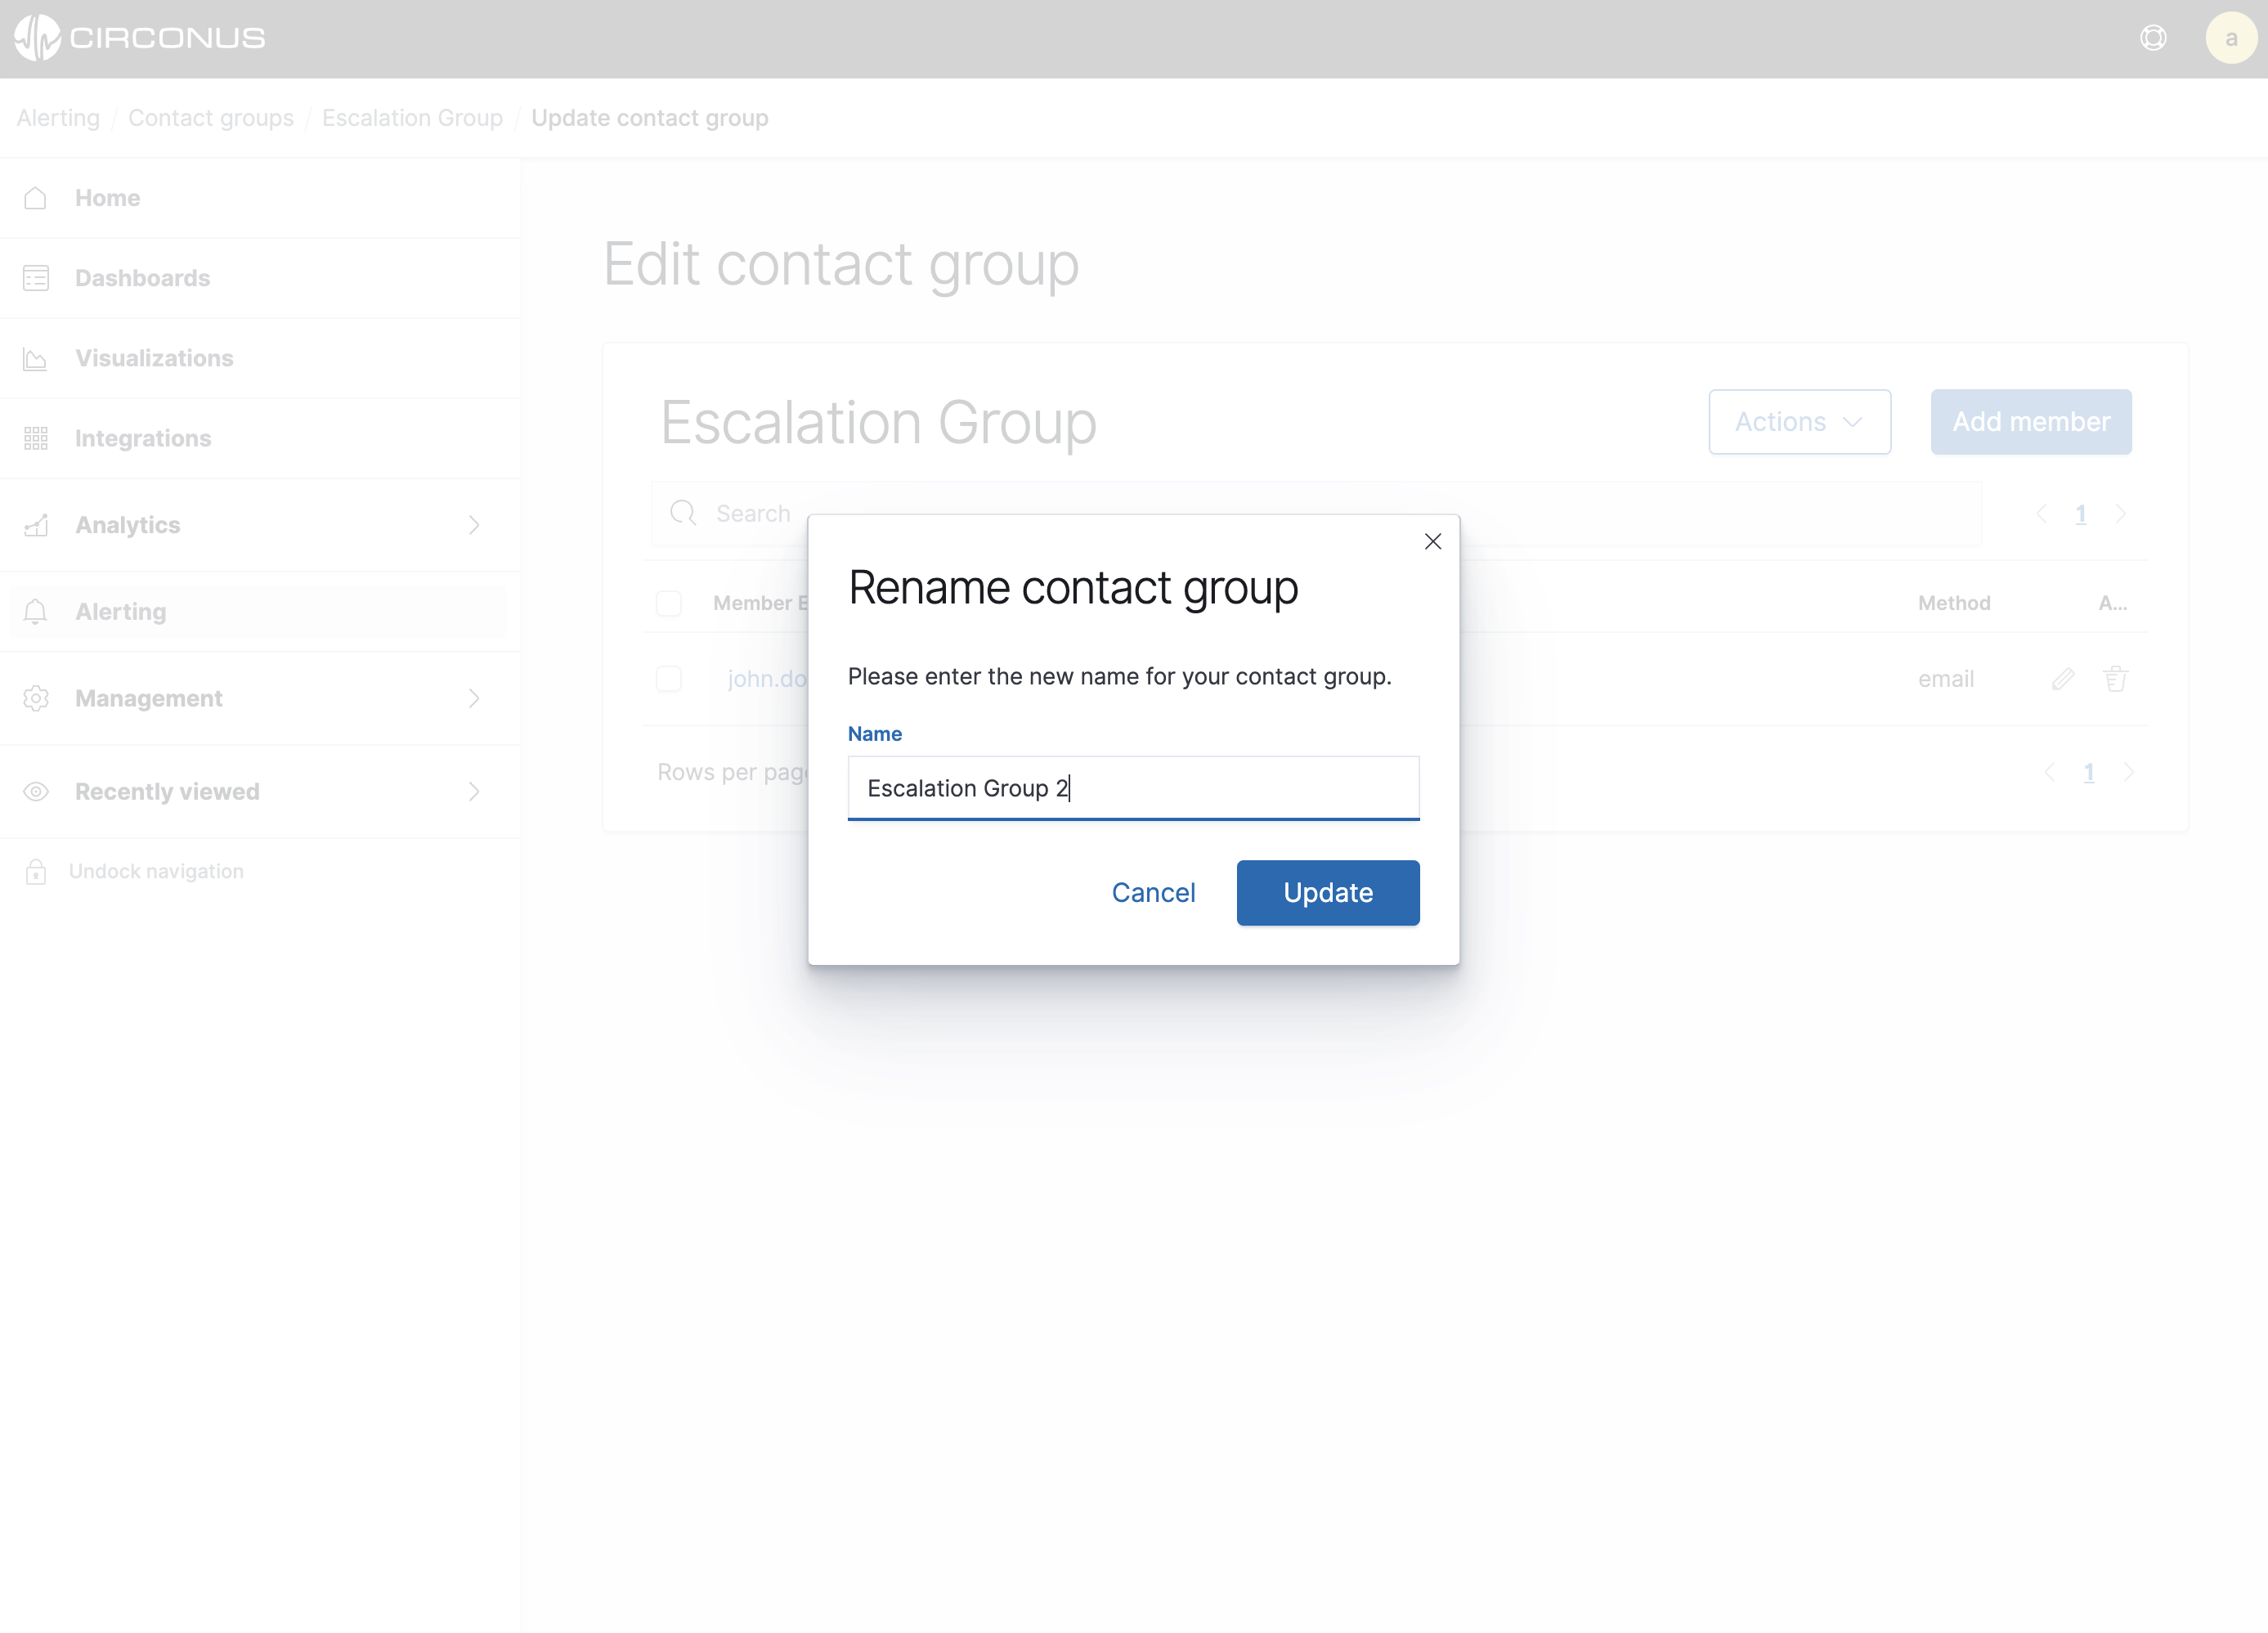 CIRCONUS
a
Alerting / Contact groups / Escalation Group / Update contact group
Home
Dashboards
Visualizations
Integrations
Analytics
Alerting
Management
Recently viewed
Undock navigation
Edit contact group
Escalation Group
Actions
Add member
Search
1
Member E
Method
A...
john.do
email
Rows per page
1
Rename contact group
Please enter the new name for your contact group.
Name
Escalation Group 2
Cancel
Update